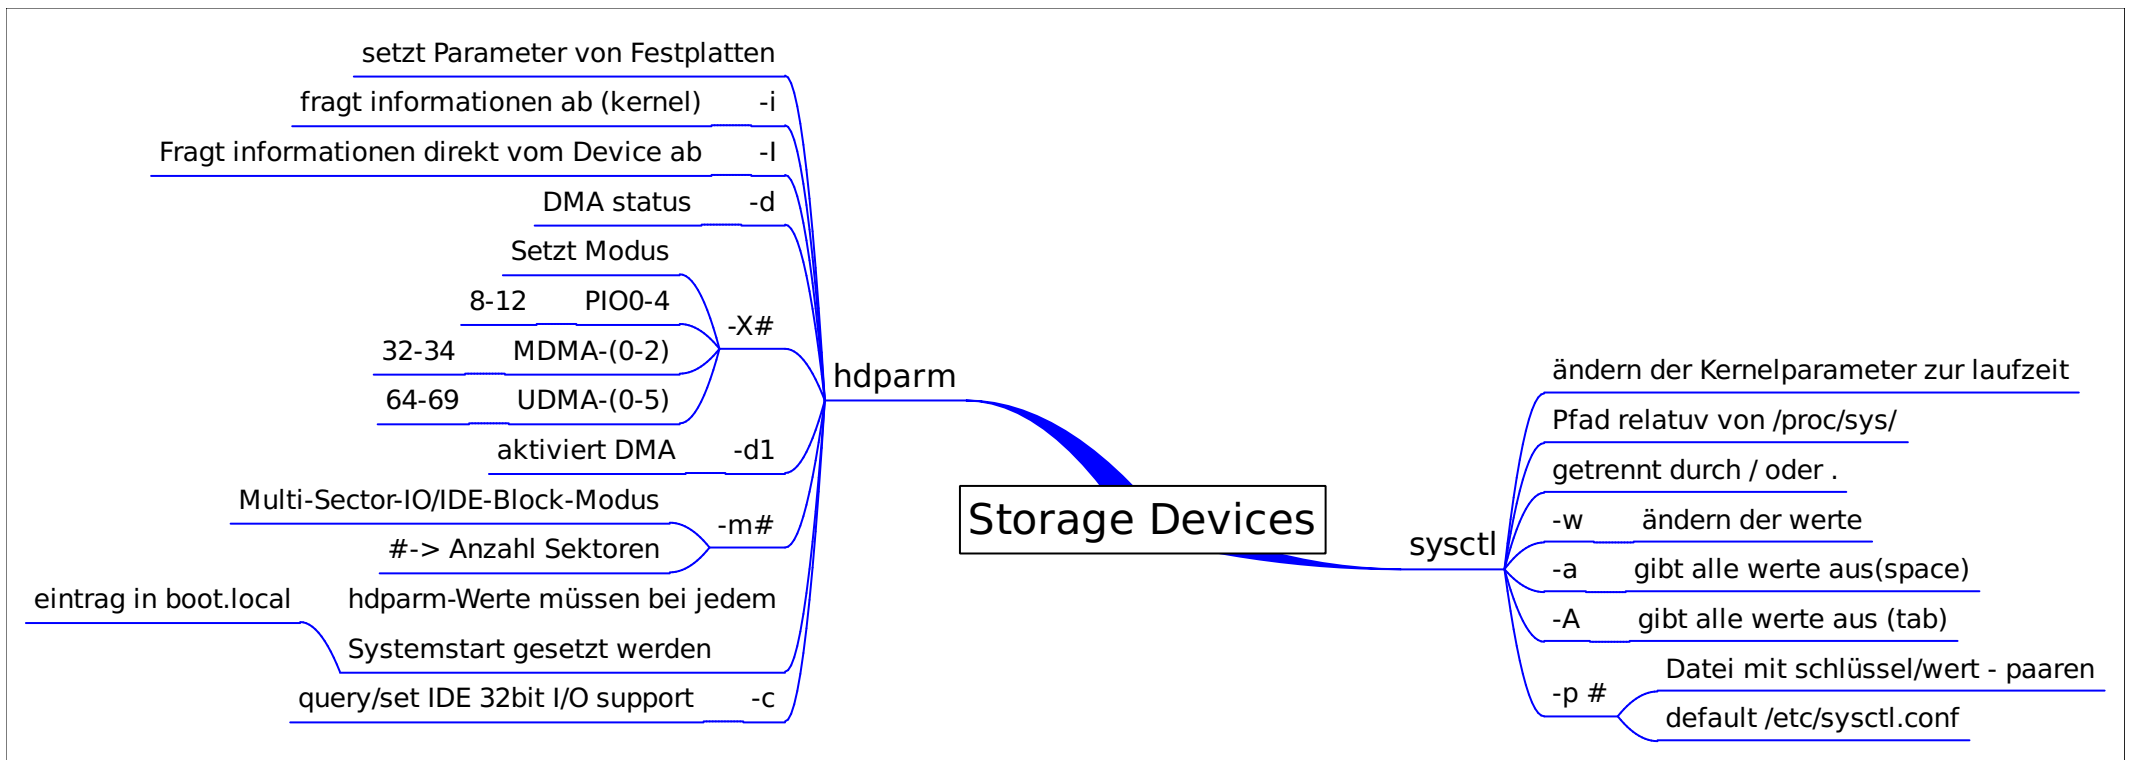 Storage Devices
hdparm
setzt Parameter von Festplatten
fragt informationen ab (kernel) -i
Fragt informationen direkt vom Device ab -I
DMA status -d
-X#
Setzt Modus
8-12 PIO0-4
32-34 MDMA-(0-2)
64-69 UDMA-(0-5)
aktiviert DMA -d1
-m#
Multi-Sector-IO/IDE-Block-Modus
#-> Anzahl Sektoren
hdparm-Werte müssen bei jedem
Systemstart gesetzt werden
eintrag in boot.local
query/set IDE 32bit I/O support -c
sysctl
ändern der Kernelparameter zur laufzeit
Pfad relatuv von /proc/sys/
getrennt durch / oder .
-w ändern der werte
-a gibt alle werte aus(space)
-A gibt alle werte aus (tab)
-p #
Datei mit schlüssel/wert - paaren
default /etc/sysctl.conf